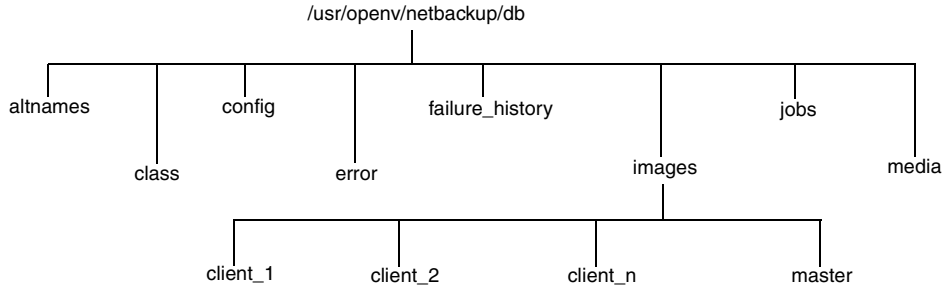 /usr/openv/netbackup/db
altnames
config
failure_history
jobs
class
error
images
media
client_1
client_2
client_n
master